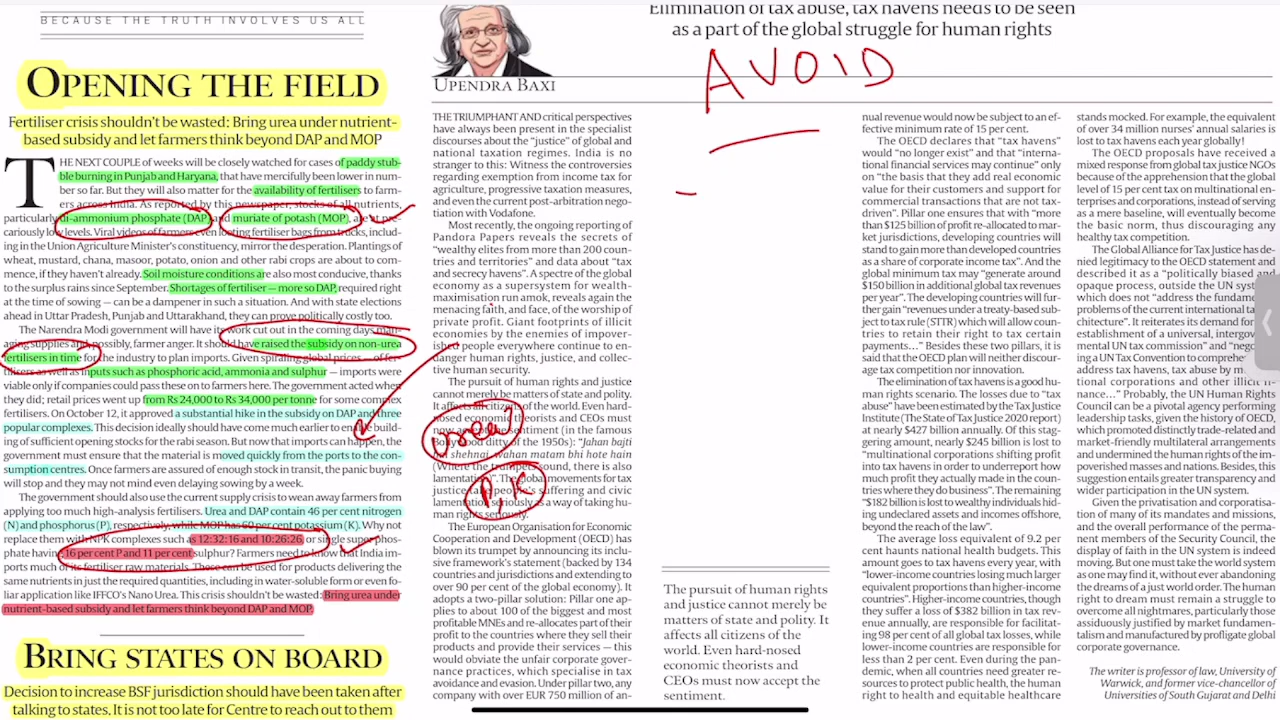 BECAUSE THE TRUTH INVOLVES US ALL
OPENING THE FIELD
Fertiliser crisis shouldn't be wasted: Bring urea under nutrient-
based subsidy and let farmers think beyond DAP and MOP
THE NEXT COUPLE of weeks will be closely watched for cases of paddy stub-
ble burning in Punjab and Haryana, that have mercifully been lower in num-
ber so far. But they will also matter for the availability of fertilisers to farm-
ers across India. As reported by this newspaper, stocks of all nutrients,
particularly di-ammonium phosphate (DAP) and muriate of potash (MOP), are at pre-
cariously low levels. Viral videos of farmers even looting fertiliser bags from trucks, includ-
ing in the Union Agriculture Minister's constituency, mirror the desperation. Plantings of
wheat, mustard, chana, masoor, potato, onion and other rabi crops are about to com-
mence, if they haven't already. Soil moisture conditions are also most conducive, thanks
to the surplus rains since September. Shortages of fertiliser — more so DAP, required right
at the time of sowing — can be a dampener in such a situation. And with state elections
ahead in Uttar Pradesh, Punjab and Uttarakhand, they can prove politically costly too.
The Narendra Modi government will have its work cut out in the coming days man-
aging supplies and, possibly, farmer anger. It should have raised the subsidy on non-urea
fertilisers in time for the industry to plan imports. Given spiraling global prices — of fer-
tilisers as well as inputs such as phosphoric acid, ammonia and sulphur — imports were
viable only if companies could pass these on to farmers here. The government acted when
they did; retail prices went up from Rs 24,000 to Rs 34,000 per tonne for some complex
fertilisers. On October 12, it approved a substantial hike in the subsidy on DAP and three
popular complexes. This decision ideally should have come much earlier to enable build-
ing of sufficient opening stocks for the rabi season. But now that imports can happen, the
government must ensure that the material is moved quickly from the ports to the con-
sumption centres. Once farmers are assured of enough stock in transit, the panic buying
will stop and they may not mind even delaying sowing by a week.
The government should also use the current supply crisis to wean away farmers from
applying too much high-analysis fertilisers. Urea and DAP contain 46 per cent nitrogen
(N) and phosphorus (P), respectively, while MOP has 60 per cent potassium (K). Why not
replace them with NPK complexes such as 12:32:16 and 10:26:26 or single super phos-
phate having 16 per cent P and 11 per cent sulphur? Farmers need to know that India im-
ports much of its fertiliser raw materials. These can be used for products delivering the
same nutrients in just the required quantities, including in water-soluble form or even fo-
liar application like IFFCO's Nano Urea. This crisis shouldn't be wasted: Bring urea under
nutrient-based subsidy and let farmers think beyond DAP and MOP.
BRING STATES ON BOARD
Decision to increase BSF jurisdiction should have been taken after
talking to states. It is not too late for Centre to reach out to them
UPENDRA BAXI
Elimination of tax abuse, tax havens needs to be seen
as a part of the global struggle for human rights
AVOID
THE TRIUMPHANT AND critical perspectives
have always been present in the specialist
discourses about the "justice" of global and
national taxation regimes. India is no
stranger to this: Witness the controversies
regarding exemption from income tax for
agriculture, progressive taxation measures,
and even the current post-arbitration nego-
tiation with Vodafone.
Most recently, the ongoing reporting of
Pandora Papers reveals the secrets of
"wealthy elites from more than 200 coun-
tries and territories" and data about "tax
and secrecy havens". A spectre of the global
economy as a supersystem for wealth-
maximisation run amok, reveals again the
menacing faith, and face, of the worship of
private profit. Giant footprints of illicit
economies by the enemies of impover-
ished people everywhere continue to en-
danger human rights, justice, and collec-
tive human security.
The pursuit of human rights and justice
cannot merely be matters of state and polity.
It affects all citizens of the world. Even hard-
nosed economic theorists and CEOs must
now accept the sentiment (in the famous
Bollywood ditty of the 1950s): "Jahan bajti
hai shehnai, wahan matam bhi hote hain
(Where the trumpets sound, there is also
lamentation". The global movements for tax
justice take people's suffering and civic
lamentation seriously as a way of taking hu-
man rights seriously.
Urea
P, K
The European Organisation for Economic
Cooperation and Development (OECD) has
blown its trumpet by announcing its inclu-
sive framework's statement (backed by 134
countries and jurisdictions and extending to
over 90 per cent of the global economy). It
adopts a two-pillar solution: Pillar one ap-
plies to about 100 of the biggest and most
profitable MNEs and re-allocates part of their
profit to the countries where they sell their
products and provide their services — this
would obviate the unfair corporate gover-
nance practices, which specialise in tax
avoidance and evasion. Under pillar two, any
company with over EUR 750 million of an-
The pursuit of human rights
and justice cannot merely be
matters of state and polity. It
affects all citizens of the
world. Even hard-nosed
economic theorists and
CEOs must now accept the
sentiment.
nual revenue would now be subject to an ef-
fective minimum rate of 15 per cent.
The OECD declares that "tax havens"
would "no longer exist" and that "interna-
tional financial services may continue" only
on "the basis that they add real economic
value for their customers and support for
commercial transactions that are not tax-
driven". Pillar one ensures that with "more
than $125 billion of profit re-allocated to mar-
ket jurisdictions, developing countries will
stand to gain more than developed countries
as a share of corporate income tax". And the
global minimum tax may "generate around
$150 billion in additional global tax revenues
per year". The developing countries will fur-
ther gain "revenues under a treaty-based sub-
ject to tax rule (STTR) which will allow coun-
tries to retain their right to tax certain
payments…" Besides these two pillars, it is
said that the OECD plan will neither discour-
age tax competition and innovation.
The elimination of tax havens is a good hu-
man rights scenario. The losses due to "tax
abuse" have been estimated by the Tax Justice
Institute (The State of Tax Justice 2020 report)
at nearly $427 billion annually. Of this stag-
gering amount, nearly $245 billion is lost to
"multinational corporations shifting profit
into tax havens in order to underreport how
much profit they actually made in the coun-
tries where they do business". The remaining
"$182 billion is lost to wealthy individuals hid-
ing undeclared assets and incomes offshore,
beyond the reach of the law".
The average loss equivalent of 9.2 per
cent haunts national health budgets. This
amount goes to tax havens every year, with
"lower-income countries losing much larger
equivalent proportions than higher-income
countries". Higher-income countries, though
they suffer a loss of $382 billion in tax rev-
enue annually, are responsible for facilitat-
ing 98 per cent of all global tax losses, while
lower-income countries are responsible for
less than 2 per cent. Even during the pan-
demic, when all countries need greater re-
sources to protect public health, the human
right to health and equitable healthcare
stands mocked. For example, the equivalent
of over 34 million nurses' annual salaries is
lost to tax havens each year globally!
The OECD proposals have received a
mixed response from global tax justice NGOs
because of the apprehension that the global
level of 15 per cent tax on multinational en-
terprises and corporations, instead of serving
as a mere baseline, will eventually become
the basic norm, thus discouraging any
healthy tax competition.
The Global Alliance for Tax Justice has de-
nied legitimacy to the OECD statement and
described it as a "politically biased and
opaque process, outside the UN syst
which does not "address the fundame
problems of the current international ta
chitecture". It reiterates its demand for
establishment of a universal, intergov
mental UN tax commission" and "nego
ing a UN Tax Convention to comprehe
address tax havens, tax abuse by m
tional corporations and other illicit fi-
nance…" Probably, the UN Human Rights
Council can be a pivotal agency performing
leadership tasks, given the history of OECD,
which promoted distinctly trade-related and
market-friendly multilateral arrangements
and undermined the human rights of the im-
poverished masses and nations. Besides, this
suggestion entails greater transparency and
wider participation in the UN system.
Given the privatisation and corporatisa-
tion of many of its mandates and missions,
and the overall performance of the perma-
nent members of the Security Council, the
display of faith in the UN system is indeed
moving. But one must take the world system
as one may find it, without ever abandoning
the dreams of a just world order. The human
right to dream must remain a struggle to
overcome all nightmares, particularly those
assiduously justified by market fundamen-
talism and manufactured by profligate global
corporate governance.
The writer is professor of law, University of
Warwick, and former vice-chancellor of
Universities of South Gujarat and Delhi